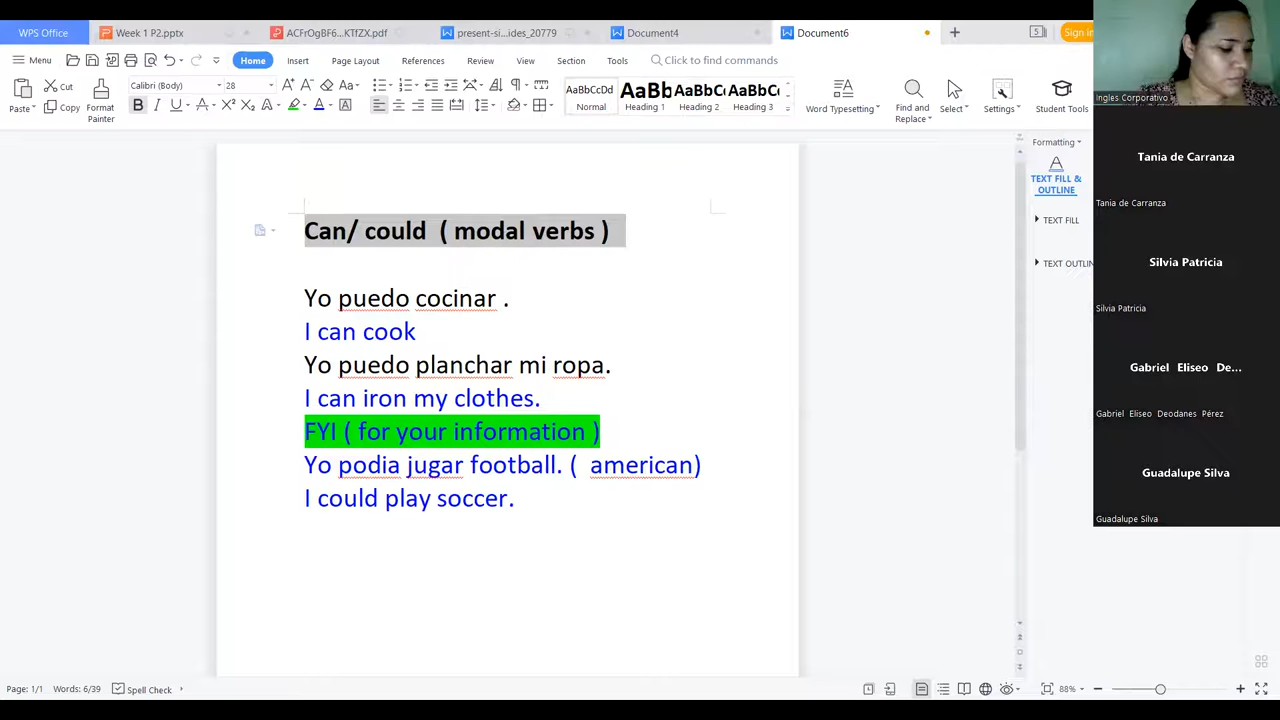 WPS Office
Week 1 P2.pptx
ACFrOgBF6...KTfZX.pdf
present-si...ides_20779
Document4
Document6
Sign in
Menu
Home
Insert
Page Layout
References
Review
View
Section
Tools
Click to find commands
Paste
Cut
Copy
Format
Painter
Calibri (Body)
28
AaBbCcDd
Normal
AaBb
Heading 1
AaBbC
Heading 2
AaBbC
Heading 3
Word Typesetting
Find and
Replace
Select
Settings
Student Tools
Can/ could ( modal verbs )
Yo puedo cocinar .
I can cook
Yo puedo planchar mi ropa.
I can iron my clothes.
FYI ( for your information )
Yo podia jugar football. ( american)
I could play soccer.
Formatting
TEXT FILL &
OUTLINE
TEXT FILL
TEXT OUTLIN
Ingles Corporativo
Tania de Carranza
Tania de Carranza
Silvia Patricia
Silvia Patricia
Gabriel Eliseo De...
Gabriel Eliseo Deodanes Pérez
Guadalupe Silva
Guadalupe Silva
Page: 1/1
Words: 6/39
Spell Check
88%